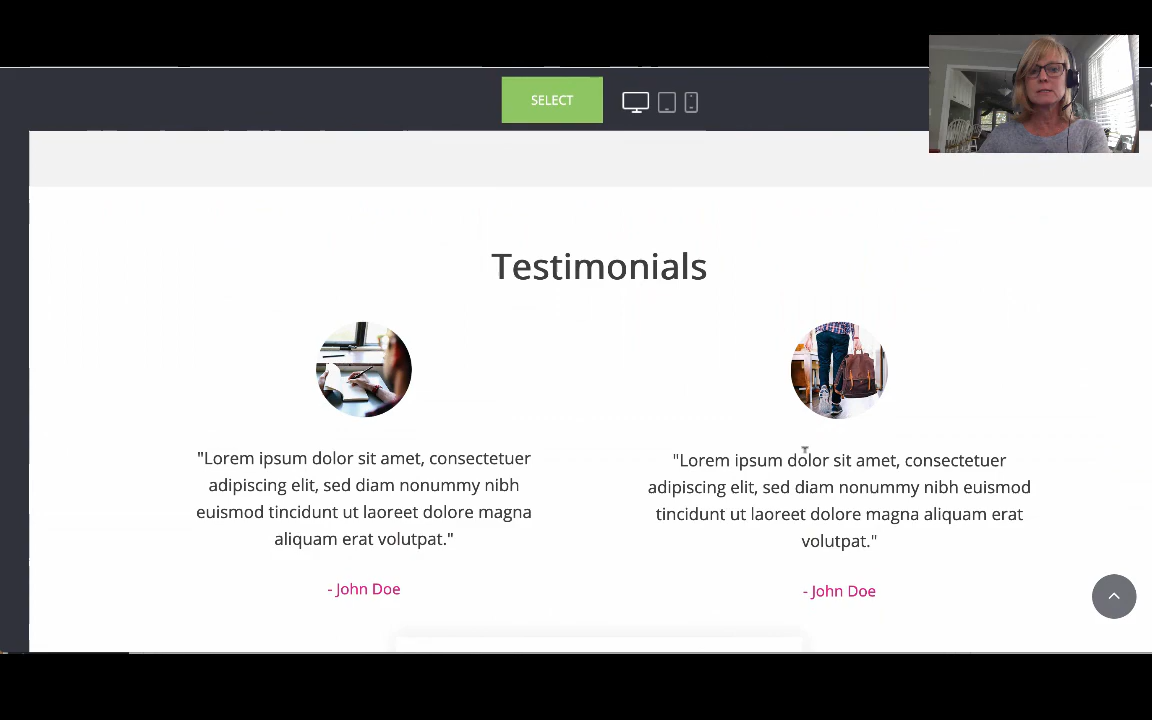 SELECT
Testimonials
"Lorem ipsum dolor sit amet, consectetuer
adipiscing elit, sed diam nonummy nibh
euismod tincidunt ut laoreet dolore magna
aliquam erat volutpat."
- John Doe
"Lorem ipsum dolor sit amet, consectetuer
adipiscing elit, sed diam nonummy nibh euismod
tincidunt ut laoreet dolore magna aliquam erat
volutpat."
- John Doe